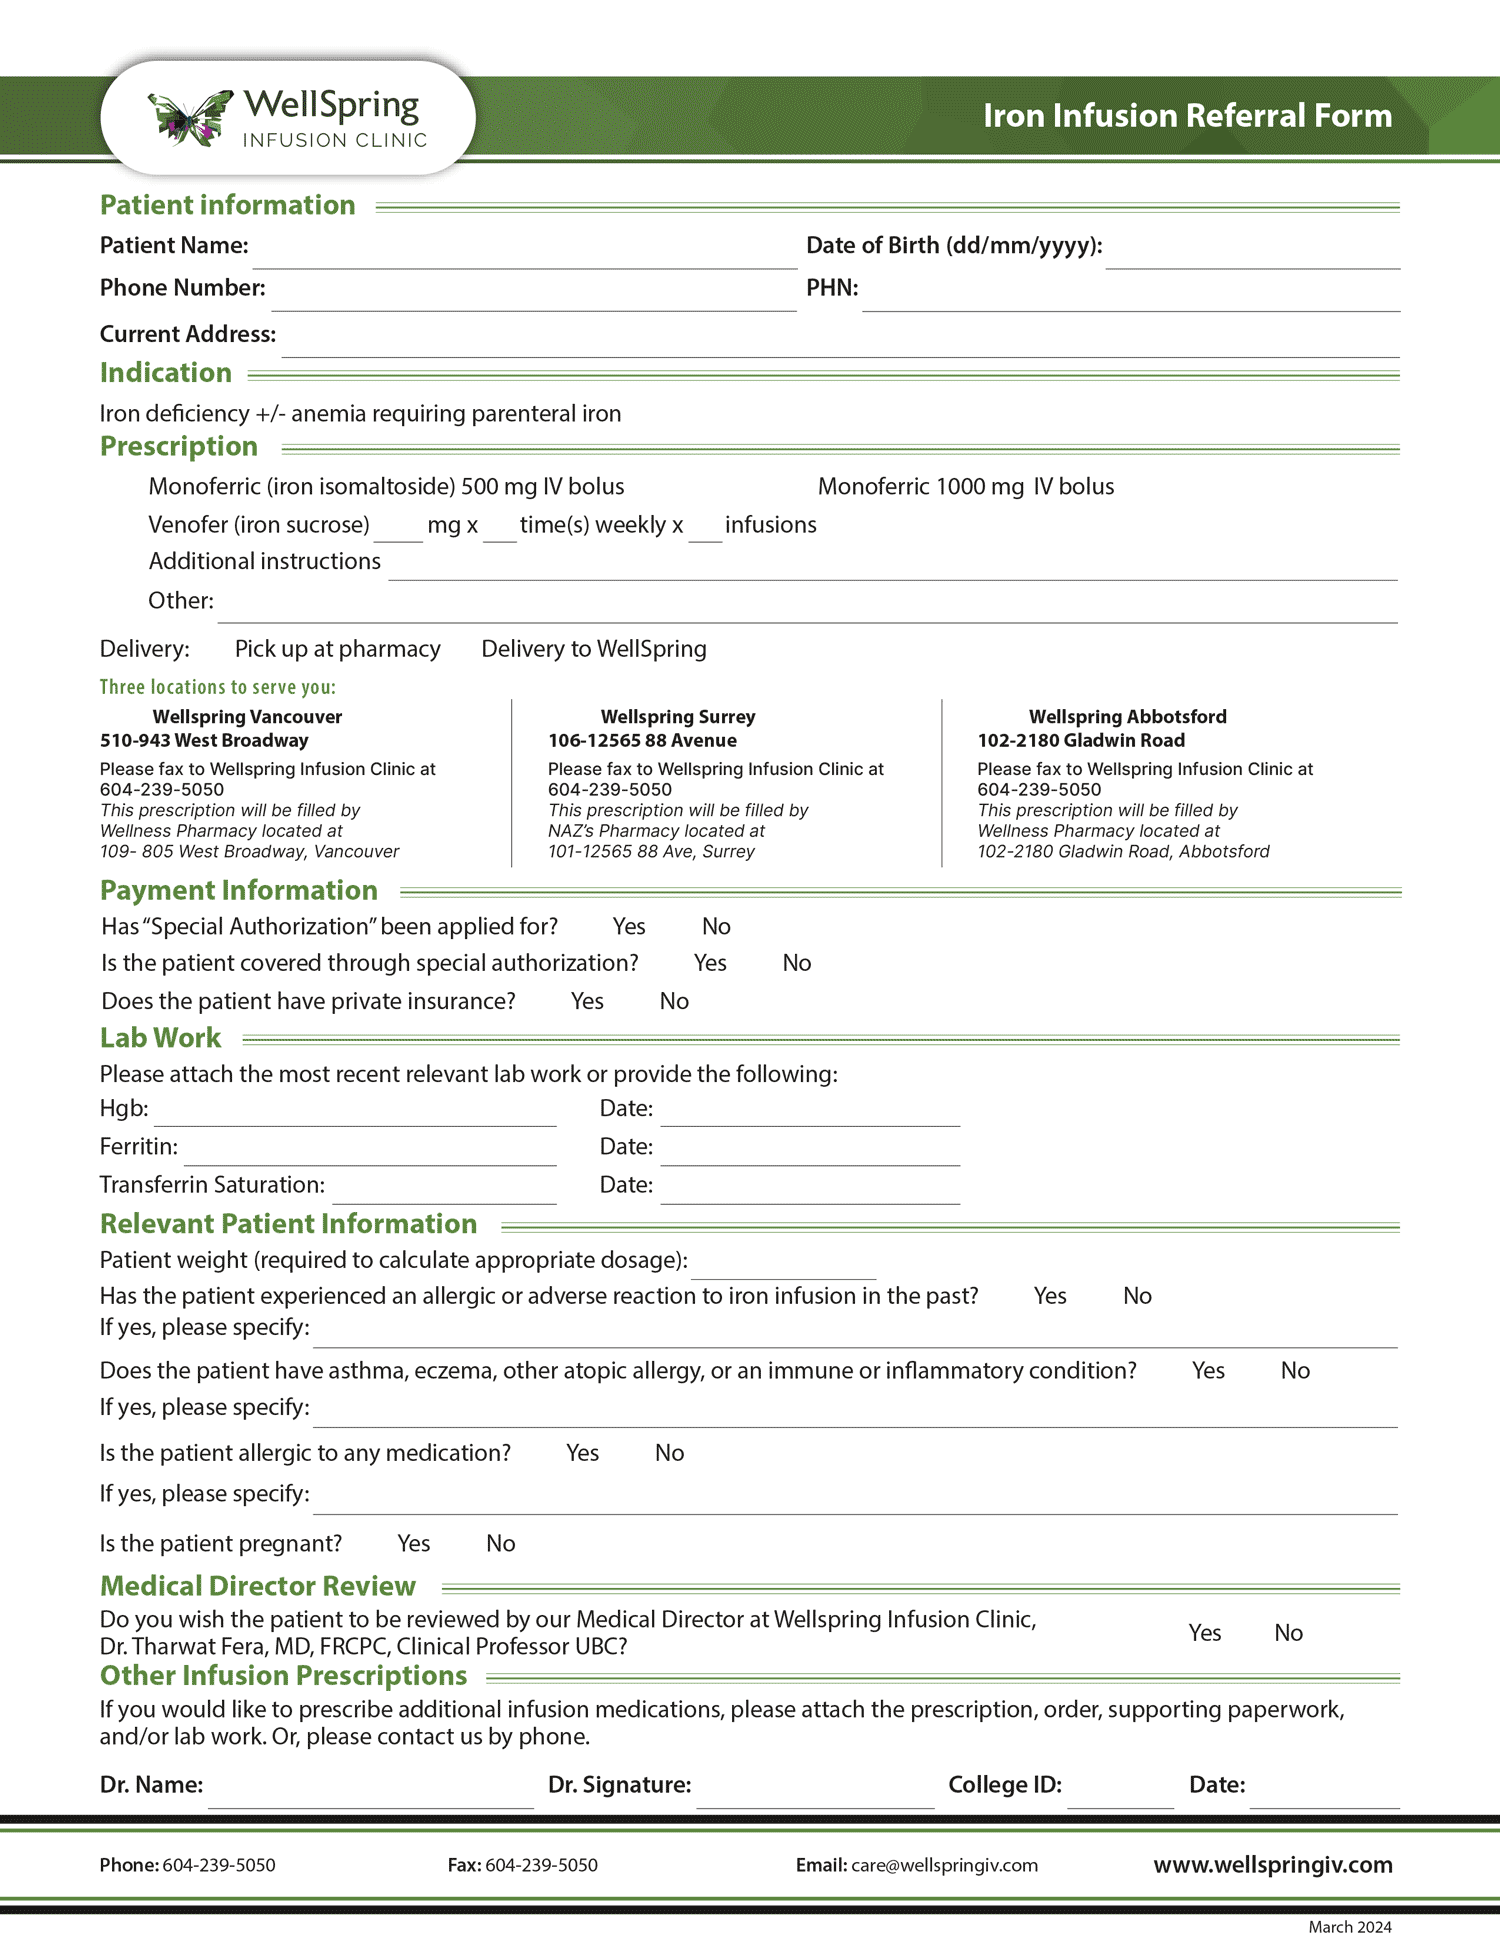 WellSpring
INFUSION CLINIC
Iron Infusion Referral Form
Patient information
Patient Name: Date of Birth (dd/mm/yyyy):
Phone Number: PHN:
Current Address:
Indication
Iron deficiency +/- anemia requiring parenteral iron
Prescription
Monoferric (iron isomaltoside) 500 mg IV bolus Monoferric 1000 mg IV bolus
Venofer (iron sucrose) ____ mg x ___ time(s) weekly x ___ infusions
Additional instructions
Other:
Delivery: Pick up at pharmacy Delivery to WellSpring
Three locations to serve you:
Wellspring Vancouver
510-943 West Broadway
Please fax to Wellspring Infusion Clinic at
604-239-5050
This prescription will be filled by
Wellness Pharmacy located at
109- 805 West Broadway, Vancouver
Wellspring Surrey
106-12565 88 Avenue
Please fax to Wellspring Infusion Clinic at
604-239-5050
This prescription will be filled by
NAZ's Pharmacy located at
101-12565 88 Ave, Surrey
Wellspring Abbotsford
102-2180 Gladwin Road
Please fax to Wellspring Infusion Clinic at
604-239-5050
This prescription will be filled by
Wellness Pharmacy located at
102-2180 Gladwin Road, Abbotsford
Payment Information
Has “Special Authorization” been applied for? Yes No
Is the patient covered through special authorization? Yes No
Does the patient have private insurance? Yes No
Lab Work
Please attach the most recent relevant lab work or provide the following:
Hgb: Date:
Ferritin: Date:
Transferrin Saturation: Date:
Relevant Patient Information
Patient weight (required to calculate appropriate dosage):
Has the patient experienced an allergic or adverse reaction to iron infusion in the past? Yes No
If yes, please specify:
Does the patient have asthma, eczema, other atopic allergy, or an immune or inflammatory condition? Yes No
If yes, please specify:
Is the patient allergic to any medication? Yes No
If yes, please specify:
Is the patient pregnant? Yes No
Medical Director Review
Do you wish the patient to be reviewed by our Medical Director at Wellspring Infusion Clinic,
Dr. Tharwat Fera, MD, FRCPC, Clinical Professor UBC? Yes No
Other Infusion Prescriptions
If you would like to prescribe additional infusion medications, please attach the prescription, order, supporting paperwork,
and/or lab work. Or, please contact us by phone.
Dr. Name: Dr. Signature: College ID: Date:
Phone: 604-239-5050 Fax: 604-239-5050 Email: care@wellspringiv.com www.wellspringiv.com
March 2024